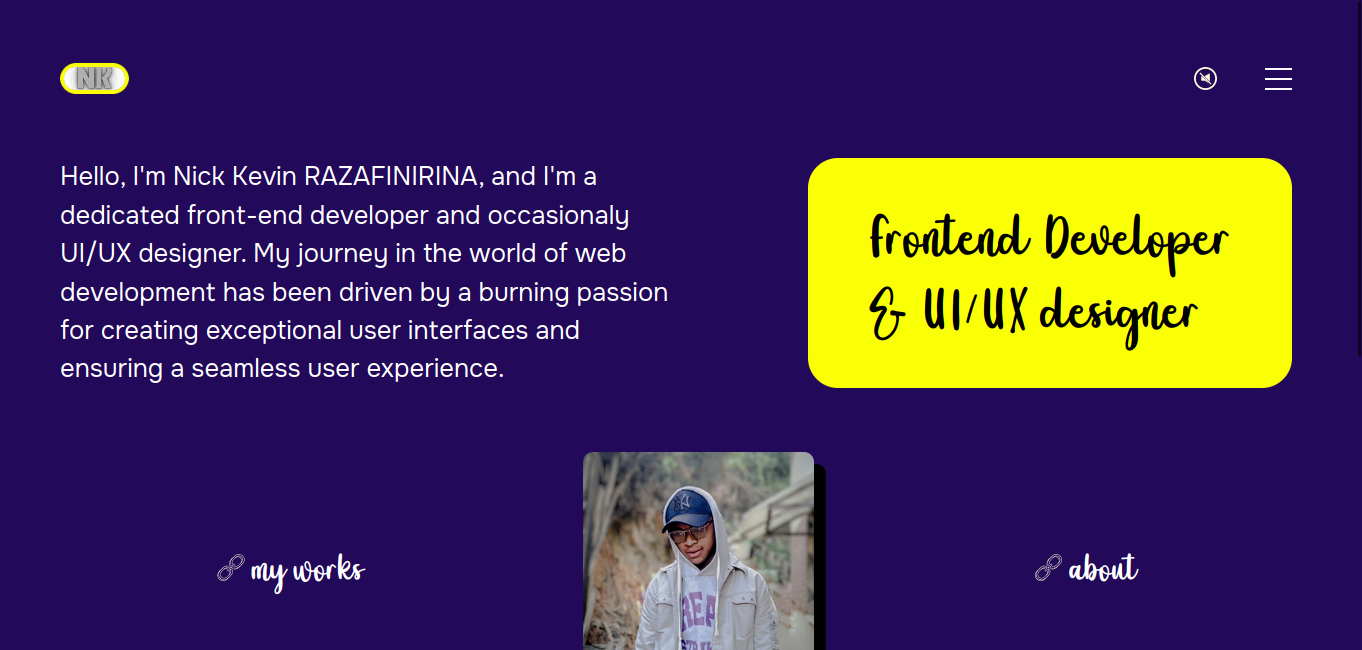 NK
Hello, I'm Nick Kevin RAZAFINIRINA, and I'm a
dedicated front-end developer and occasionaly
UI/UX designer. My journey in the world of web
development has been driven by a burning passion
for creating exceptional user interfaces and
ensuring a seamless user experience.
Frontend Developer
& UI/UX designer
my works
about